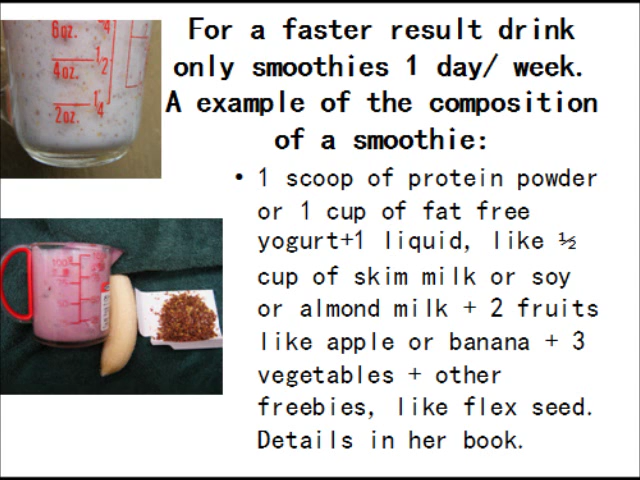 For a faster result drink
only smoothies 1 day/ week.
A example of the composition
of a smoothie:
• 1 scoop of protein powder
or 1 cup of fat free
yogurt+1 liquid, like ½
cup of skim milk or soy
or almond milk + 2 fruits
like apple or banana + 3
vegetables + other
freebies, like flex seed.
Details in her book.
6oz.
4oz. 1/2
2oz. 1/4